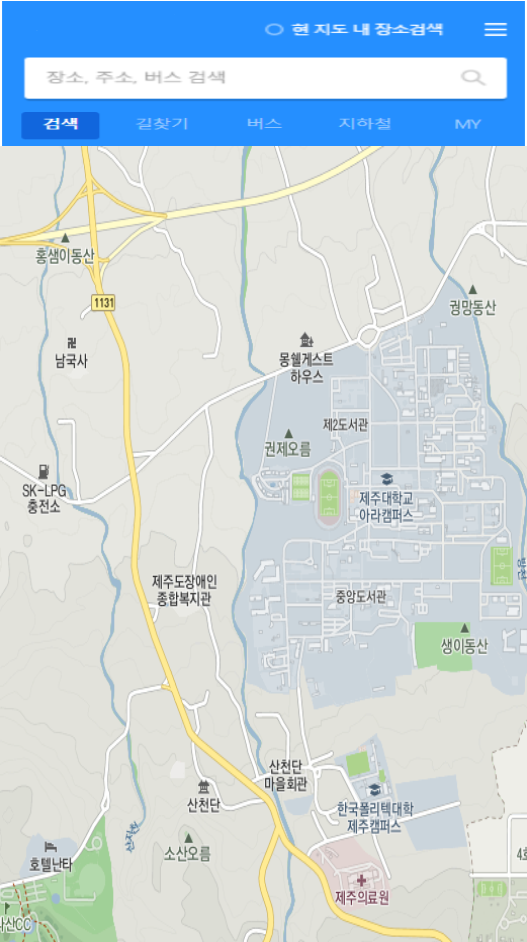 현 지도 내 장소검색
장소, 주소, 버스 검색
검색 길찾기 버스 지하철 MY
홍샘이동산
궝망동산
1131
남국사
몽쉘게스트
하우스
제2도서관
권제오름
SK-LPG
충전소
제주대학교
아라캠퍼스
제주도장애인
종합복지관
중앙도서관
생이동산
산천단
마을회관
산천단
한국폴리텍대학
제주캠퍼스
소산오름
호텔난타
제주의료원